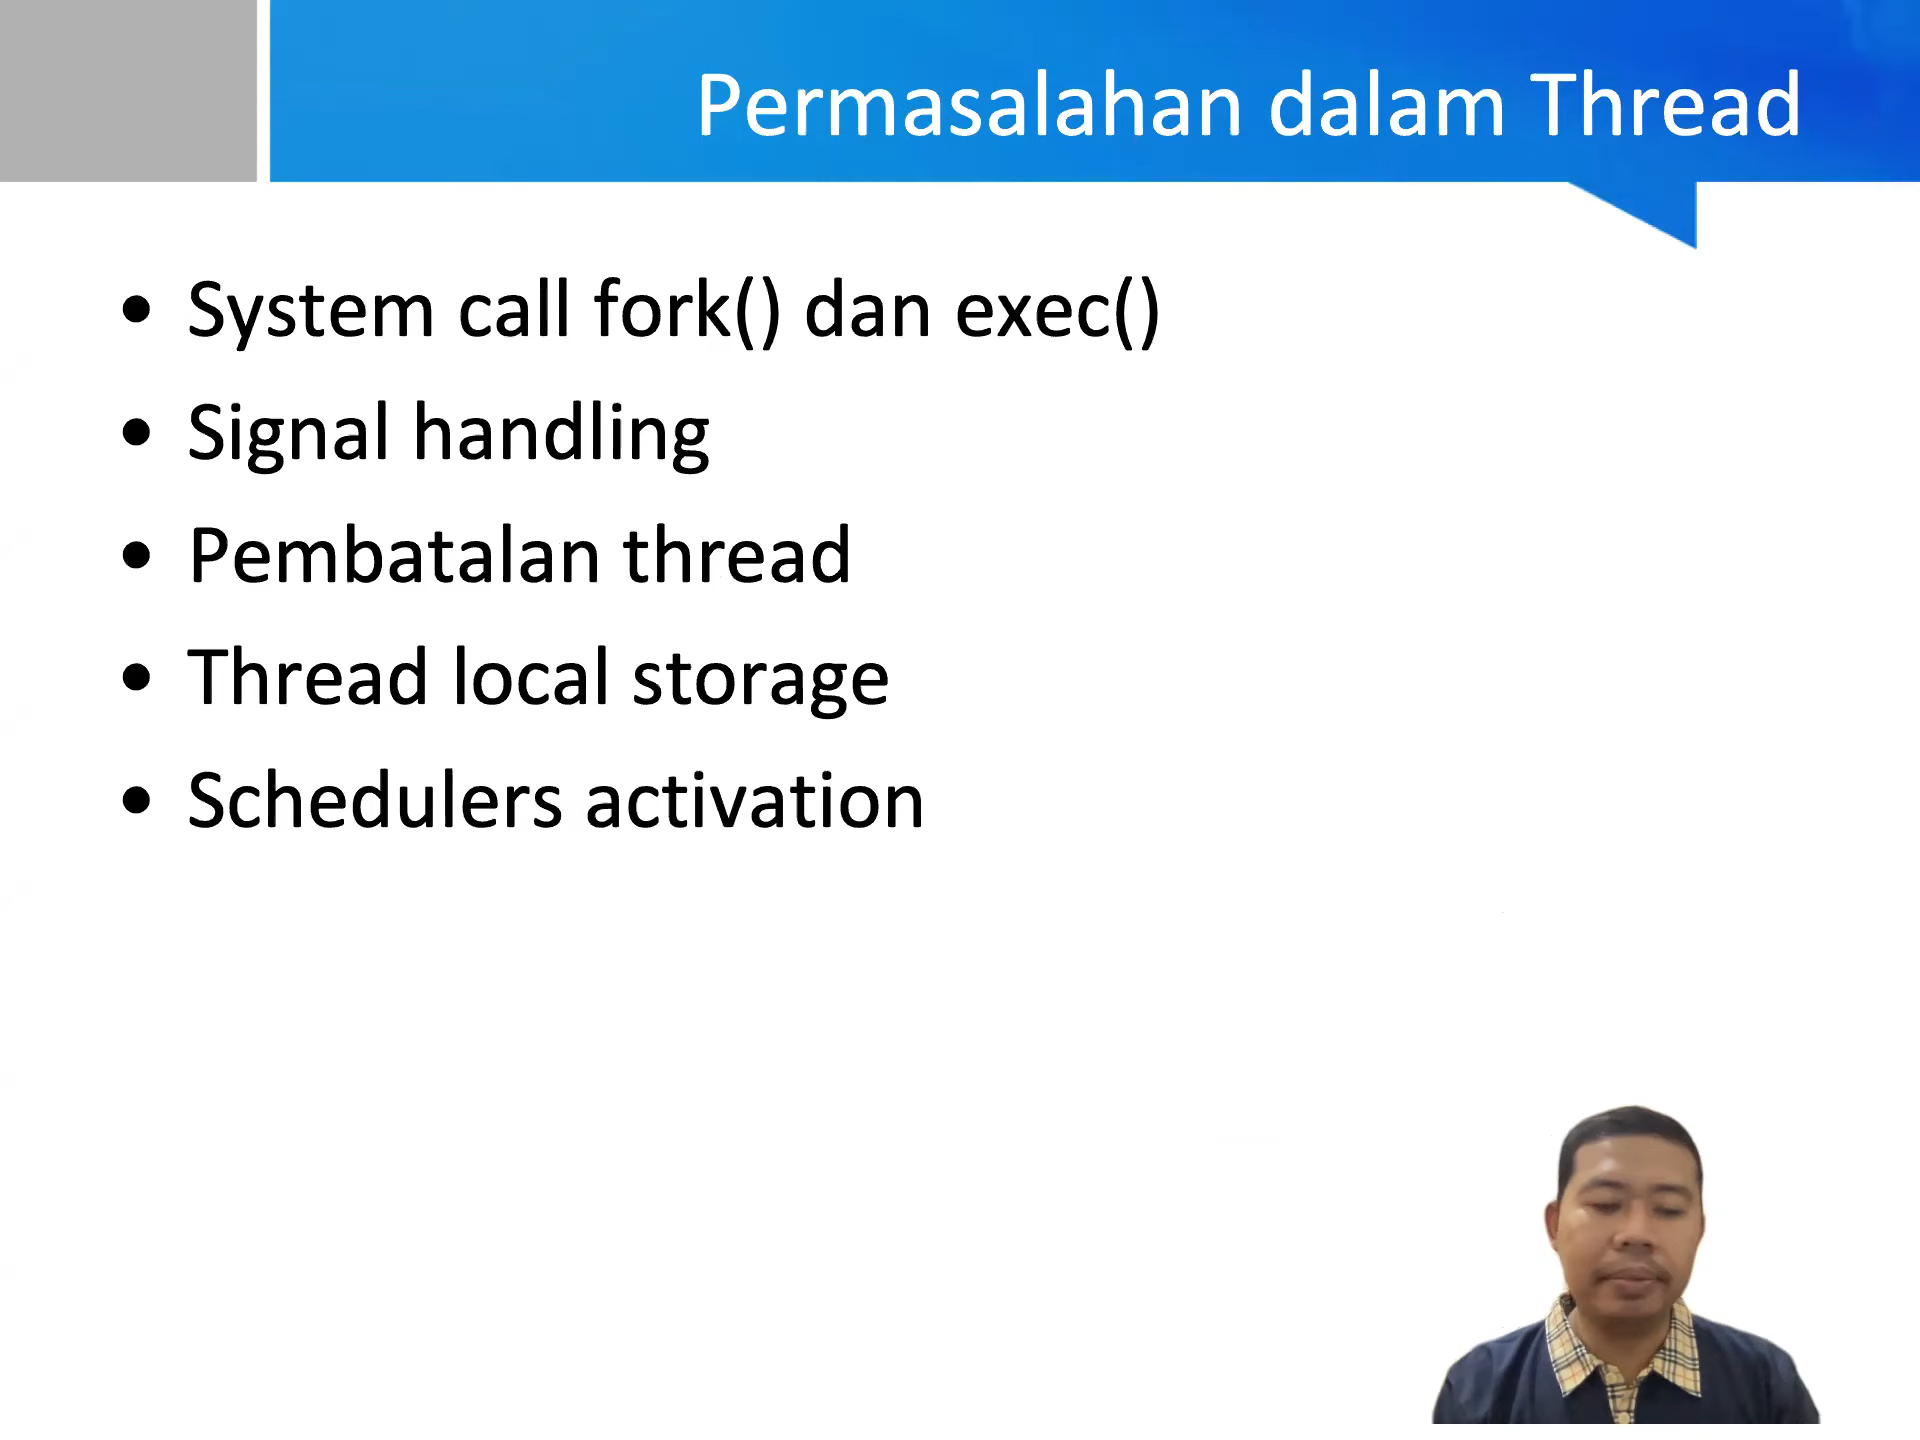 Permasalahan dalam Thread
• System call fork() dan exec()
• Signal handling
• Pembatalan thread
• Thread local storage
• Schedulers activation